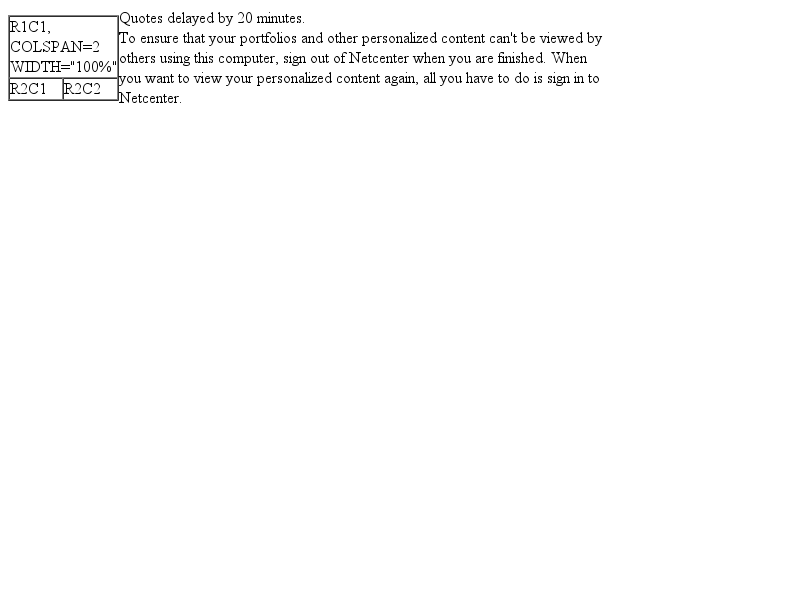 R1C1,
COLSPAN=2
WIDTH="100%"
R2C1 R2C2
Quotes delayed by 20 minutes.
To ensure that your portfolios and other personalized content can't be viewed by
others using this computer, sign out of Netcenter when you are finished. When
you want to view your personalized content again, all you have to do is sign in to
Netcenter.